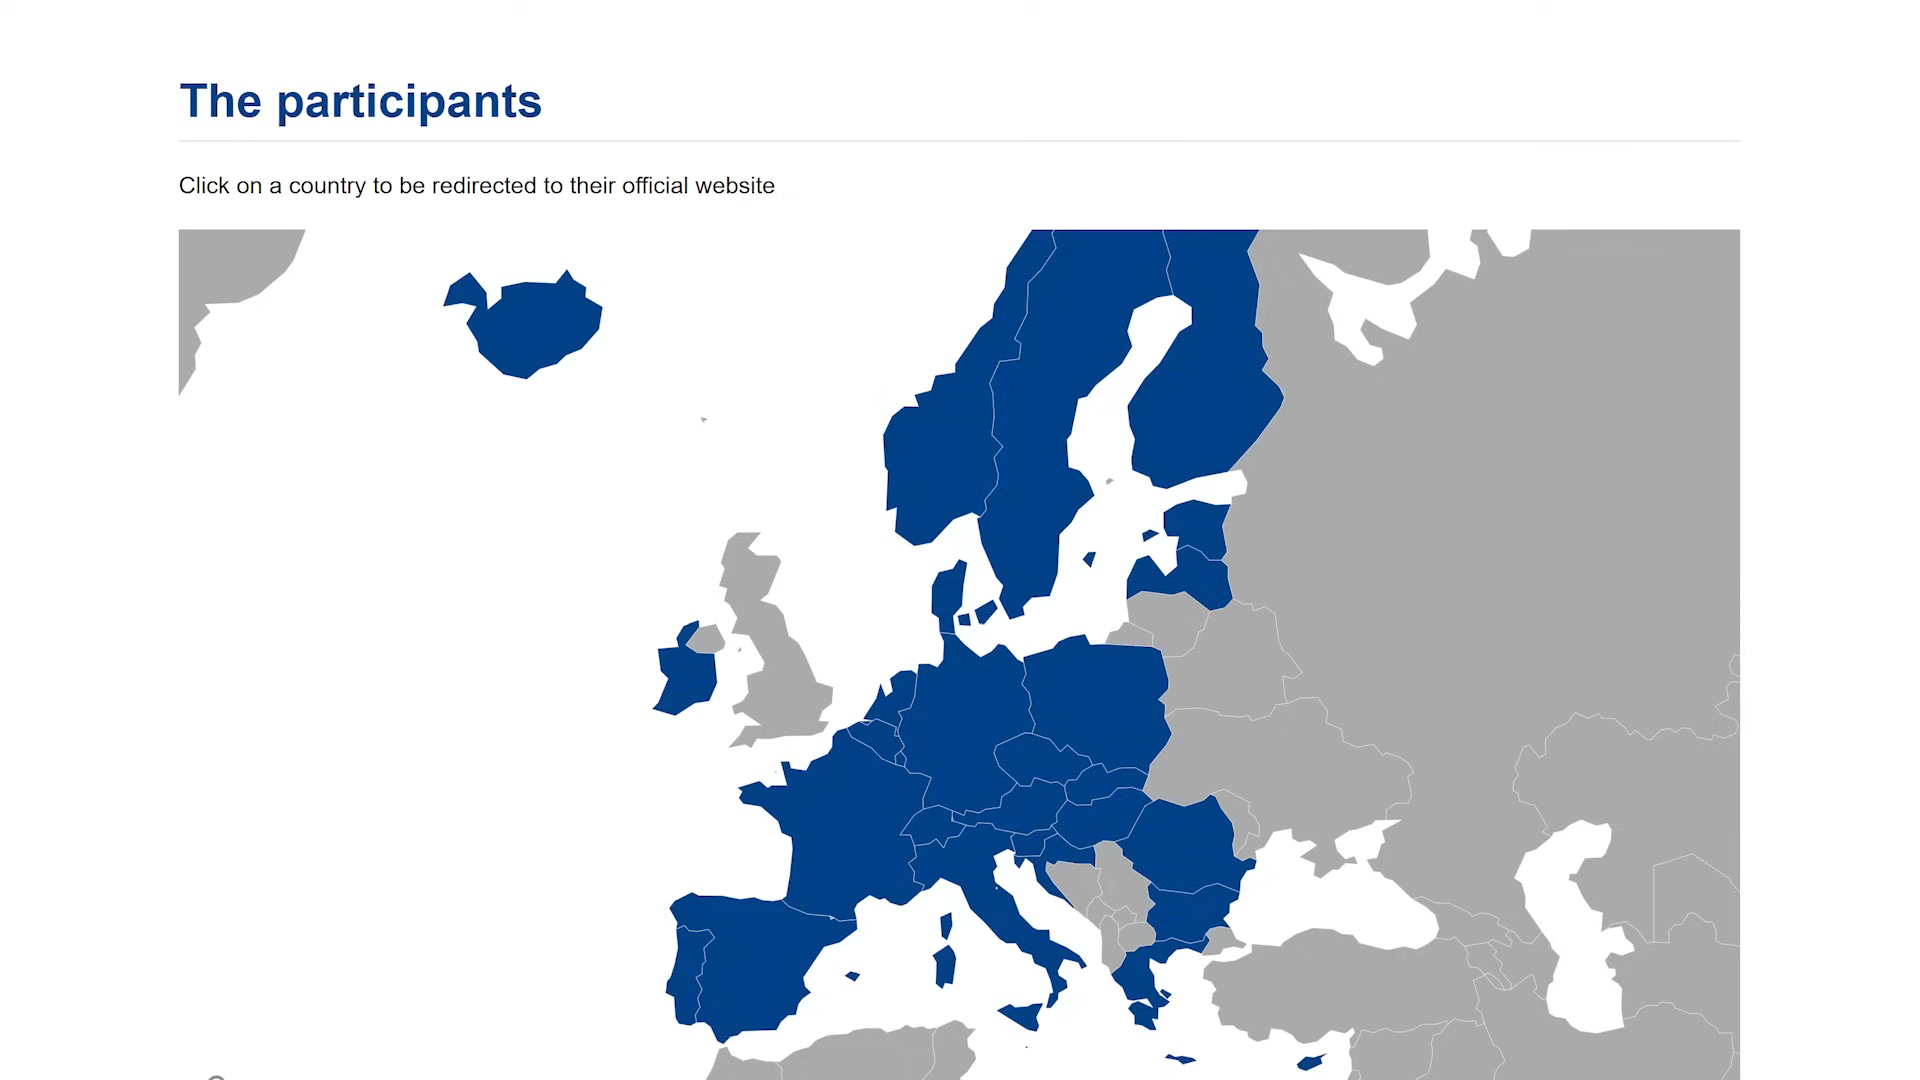 The participants
Click on a country to be redirected to their official website